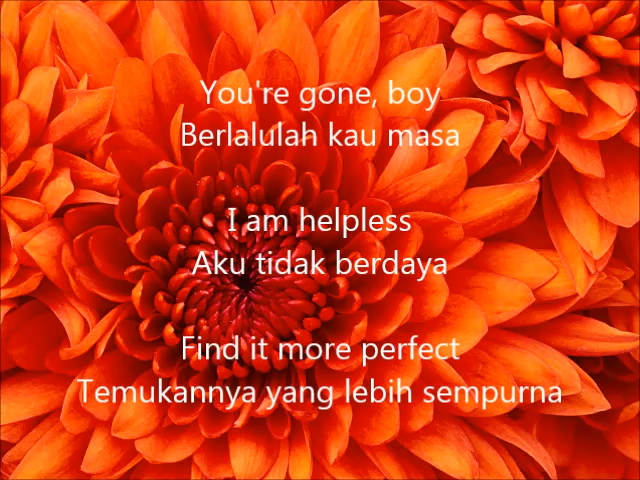 You're gone, boy
Berlalulah kau masa
I am helpless
Aku tidak berdaya
Find it more perfect
Temukannya yang lebih sempurna